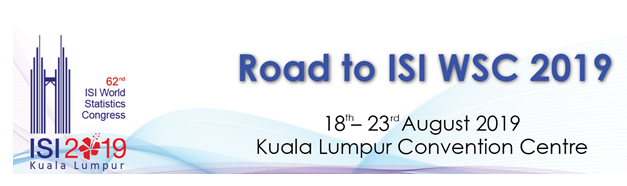 62nd
ISI World
Statistics
Congress
ISI 2019
Kuala Lumpur
Road to ISI WSC 2019
18th– 23rd August 2019
Kuala Lumpur Convention Centre